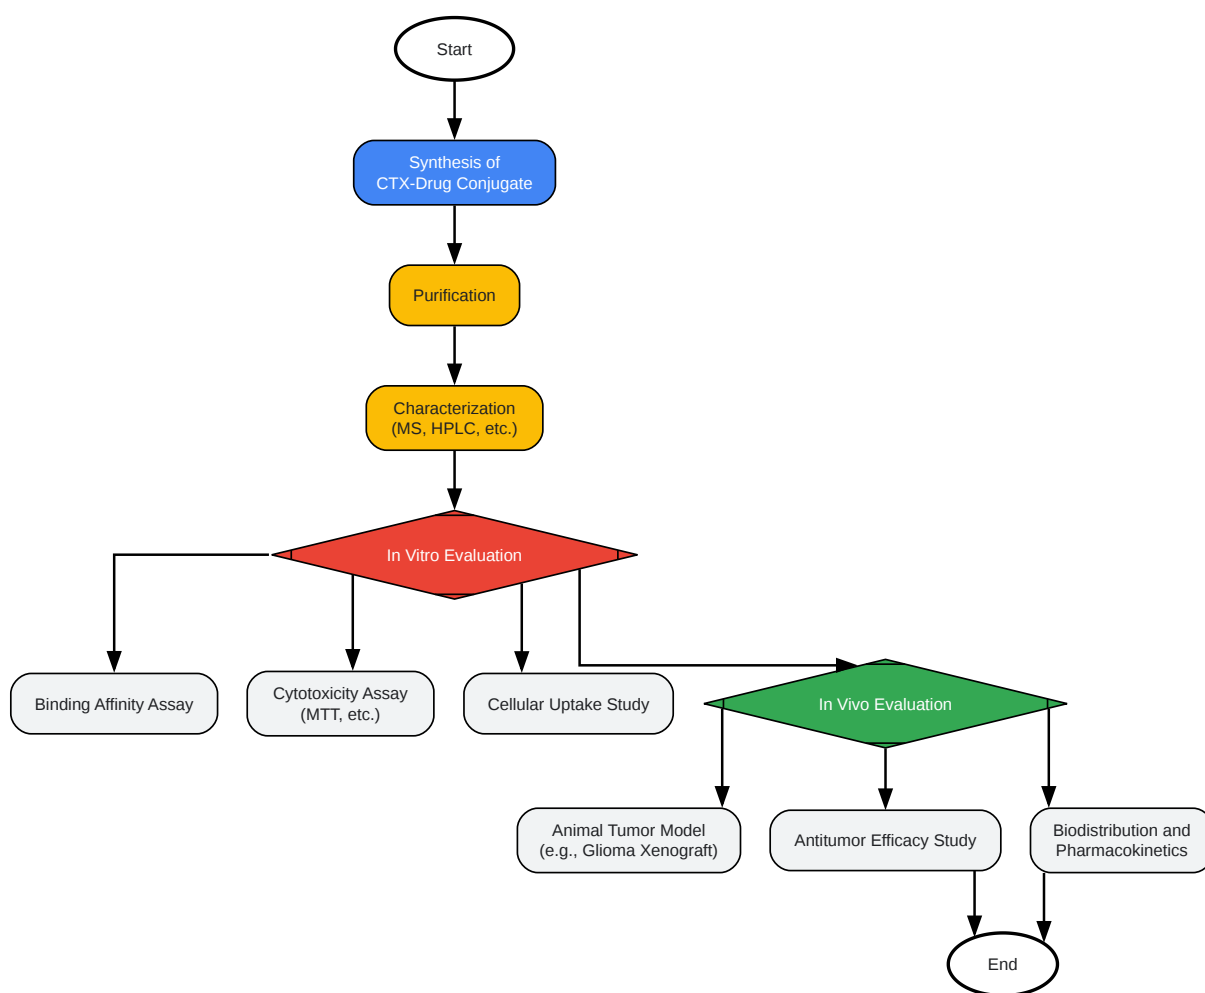 Start
Synthesis of
CTX-Drug Conjugate
Purification
Characterization
(MS, HPLC, etc.)
In Vitro Evaluation
Binding Affinity Assay
Cytotoxicity Assay
(MTT, etc.)
Cellular Uptake Study
In Vivo Evaluation
Animal Tumor Model
(e.g., Glioma Xenograft)
Antitumor Efficacy Study
Biodistribution and
Pharmacokinetics
End